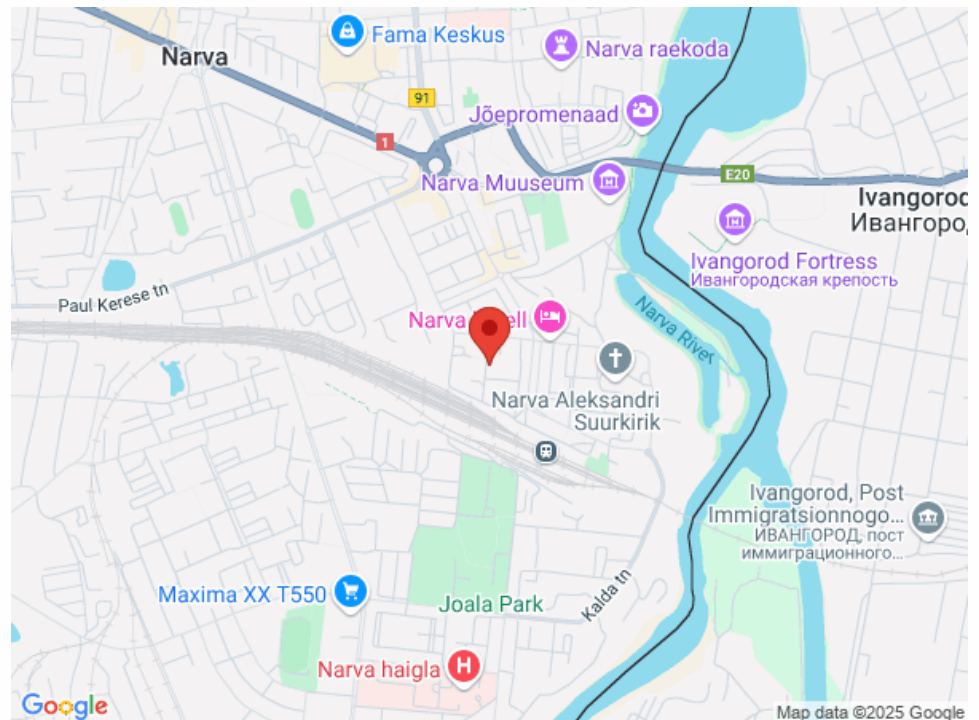 Fama Keskus
Narva raekoda
Narva
91
Jõepromenaad
1
Narva Muuseum
E20
Ivangorod
Ивангород
Ivangorod Fortress
Ивангородская крепость
Paul Kerese tn
Narva
ell
Narva River
Narva Aleksandri
Suurkirik
Ivangorod, Post
Immigratsionnogo...
ИВАНГОРОД, пост
иммиграционного...
Maxima XX T550
Joala Park
Kalda tn
Narva haigla
H
Google
Map data ©2025 Google